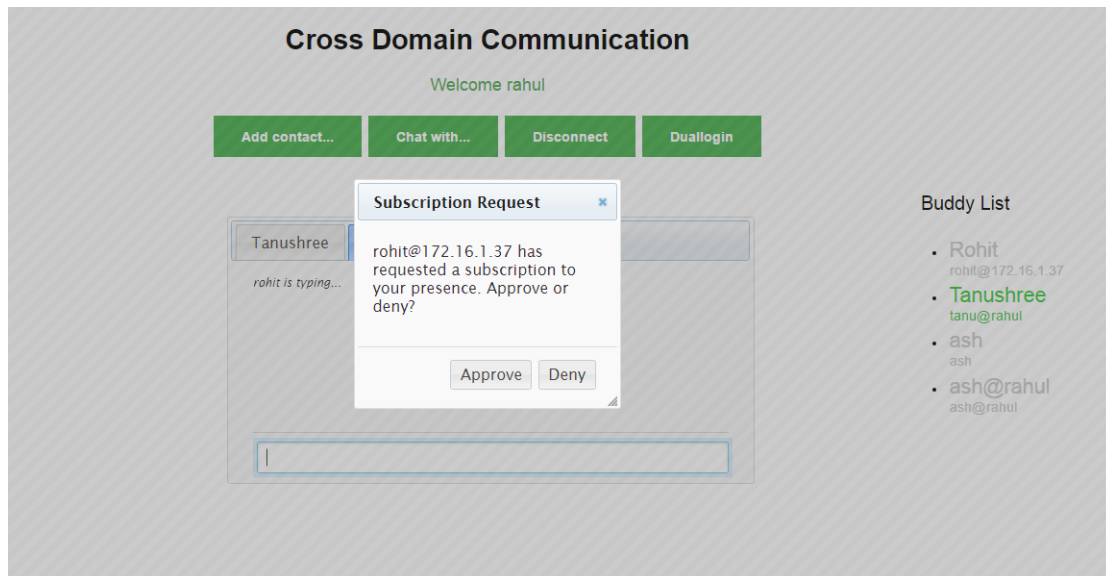 Cross Domain Communication
Welcome rahul
Add contact...
Chat with...
Disconnect
Duallogin
Subscription Request
rohit@172.16.1.37 has
requested a subscription to
your presence. Approve or
deny?
Approve
Deny
Tanushree
rohit is typing...
Buddy List
Rohit
rohit@172.16.1.37
Tanushree
tanu@rahul
ash
ash
ash@rahul
ash@rahul